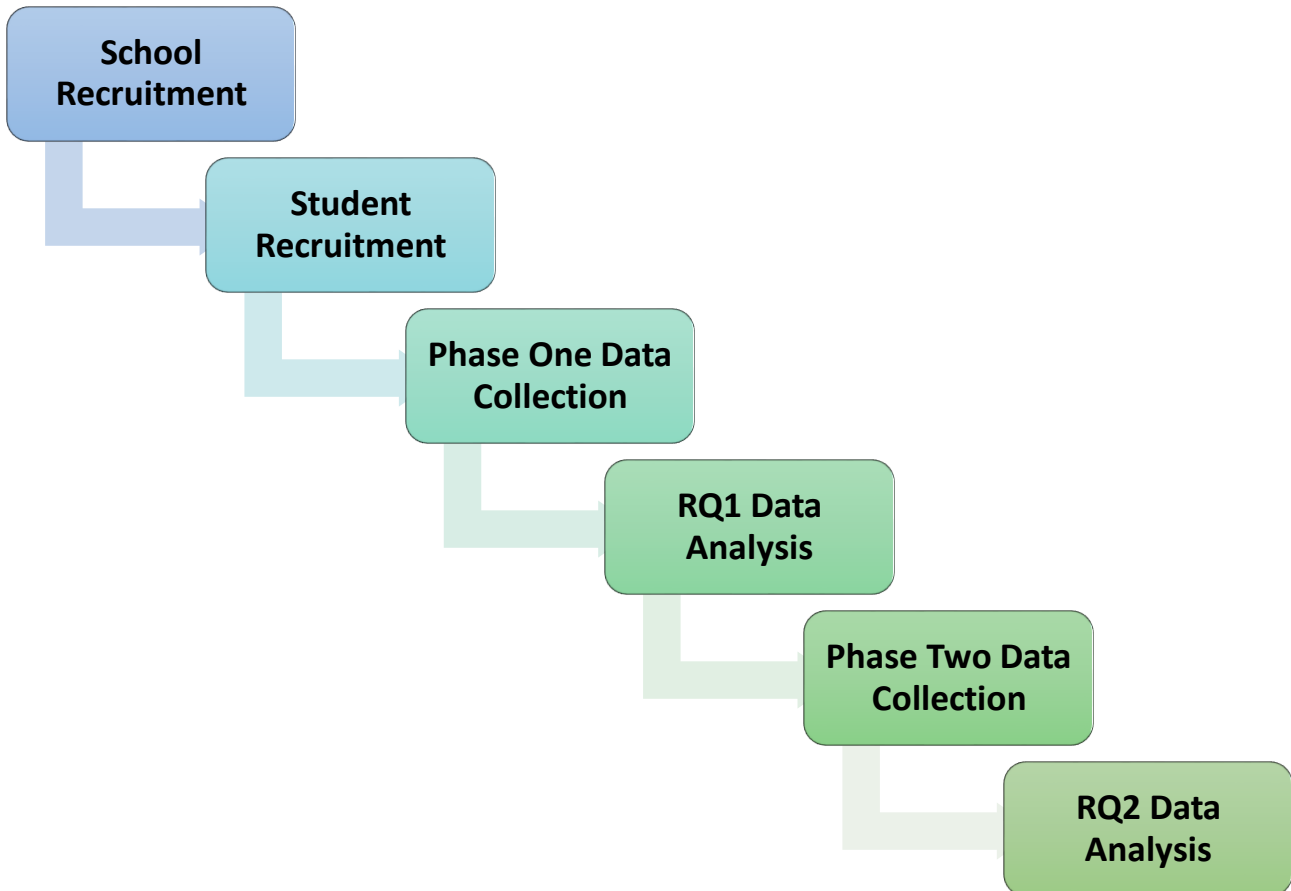 School
Recruitment
Student
Recruitment
Phase One Data
Collection
RQ1 Data
Analysis
Phase Two Data
Collection
RQ2 Data
Analysis